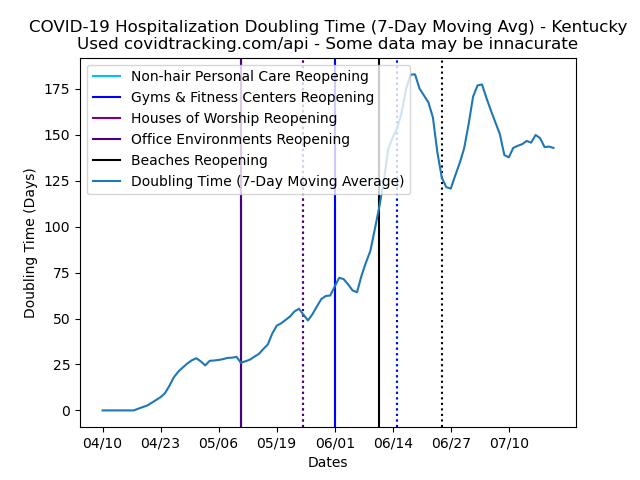 COVID-19 Hospitalization Doubling Time (7-Day Moving Avg) - Kentucky
Used covidtracking.com/api - Some data may be innacurate
Non-hair Personal Care Reopening
Gyms & Fitness Centers Reopening
Houses of Worship Reopening
Office Environments Reopening
Beaches Reopening
Doubling Time (7-Day Moving Average)
Doubling Time (Days)
175
150
125
100
75
50
25
0
04/10 04/23 05/06 05/19 06/01 06/14 06/27 07/10
Dates